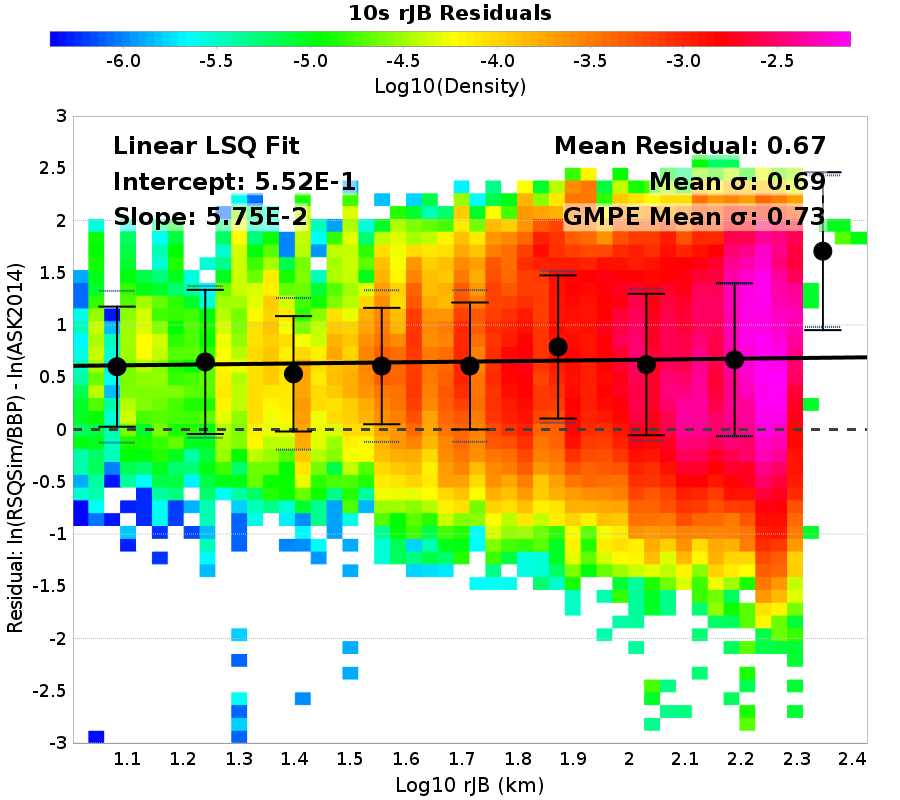 10s rJB Residuals
-6.0 -5.5 -5.0 -4.5 -4.0 -3.5 -3.0 -2.5
Log10(Density)
Linear LSQ Fit
Intercept: 5.52E-1
Slope: 5.75E-2
Mean Residual: 0.67
Mean σ: 0.69
GMPE Mean σ: 0.73
Residual: ln(RSQSim/BBP) - ln(ASK2014)
3
2.5
2
1.5
1
0.5
0
-0.5
-1
-1.5
-2
-2.5
-3
1.1 1.2 1.3 1.4 1.5 1.6 1.7 1.8 1.9 2 2.1 2.2 2.3 2.4
Log10 rJB (km)